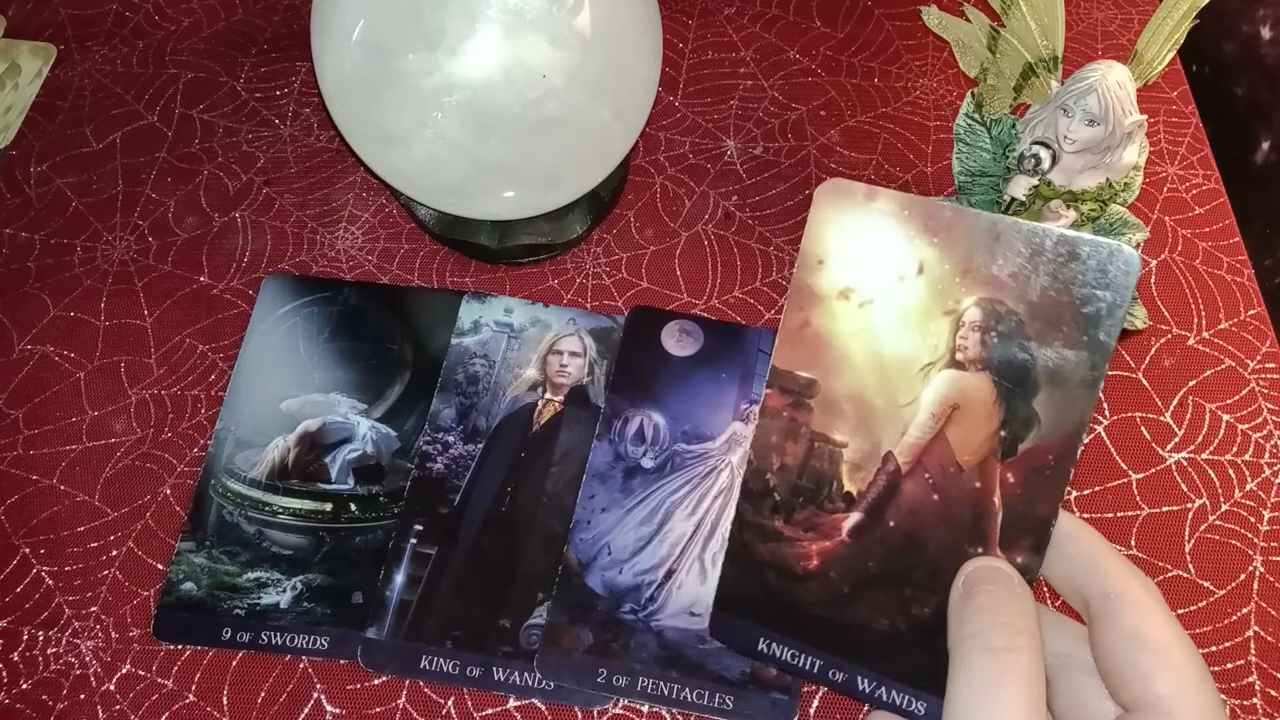 9 OF SWORDS
KING OF WANDS
2 OF PENTACLES
KNIGHT OF WANDS